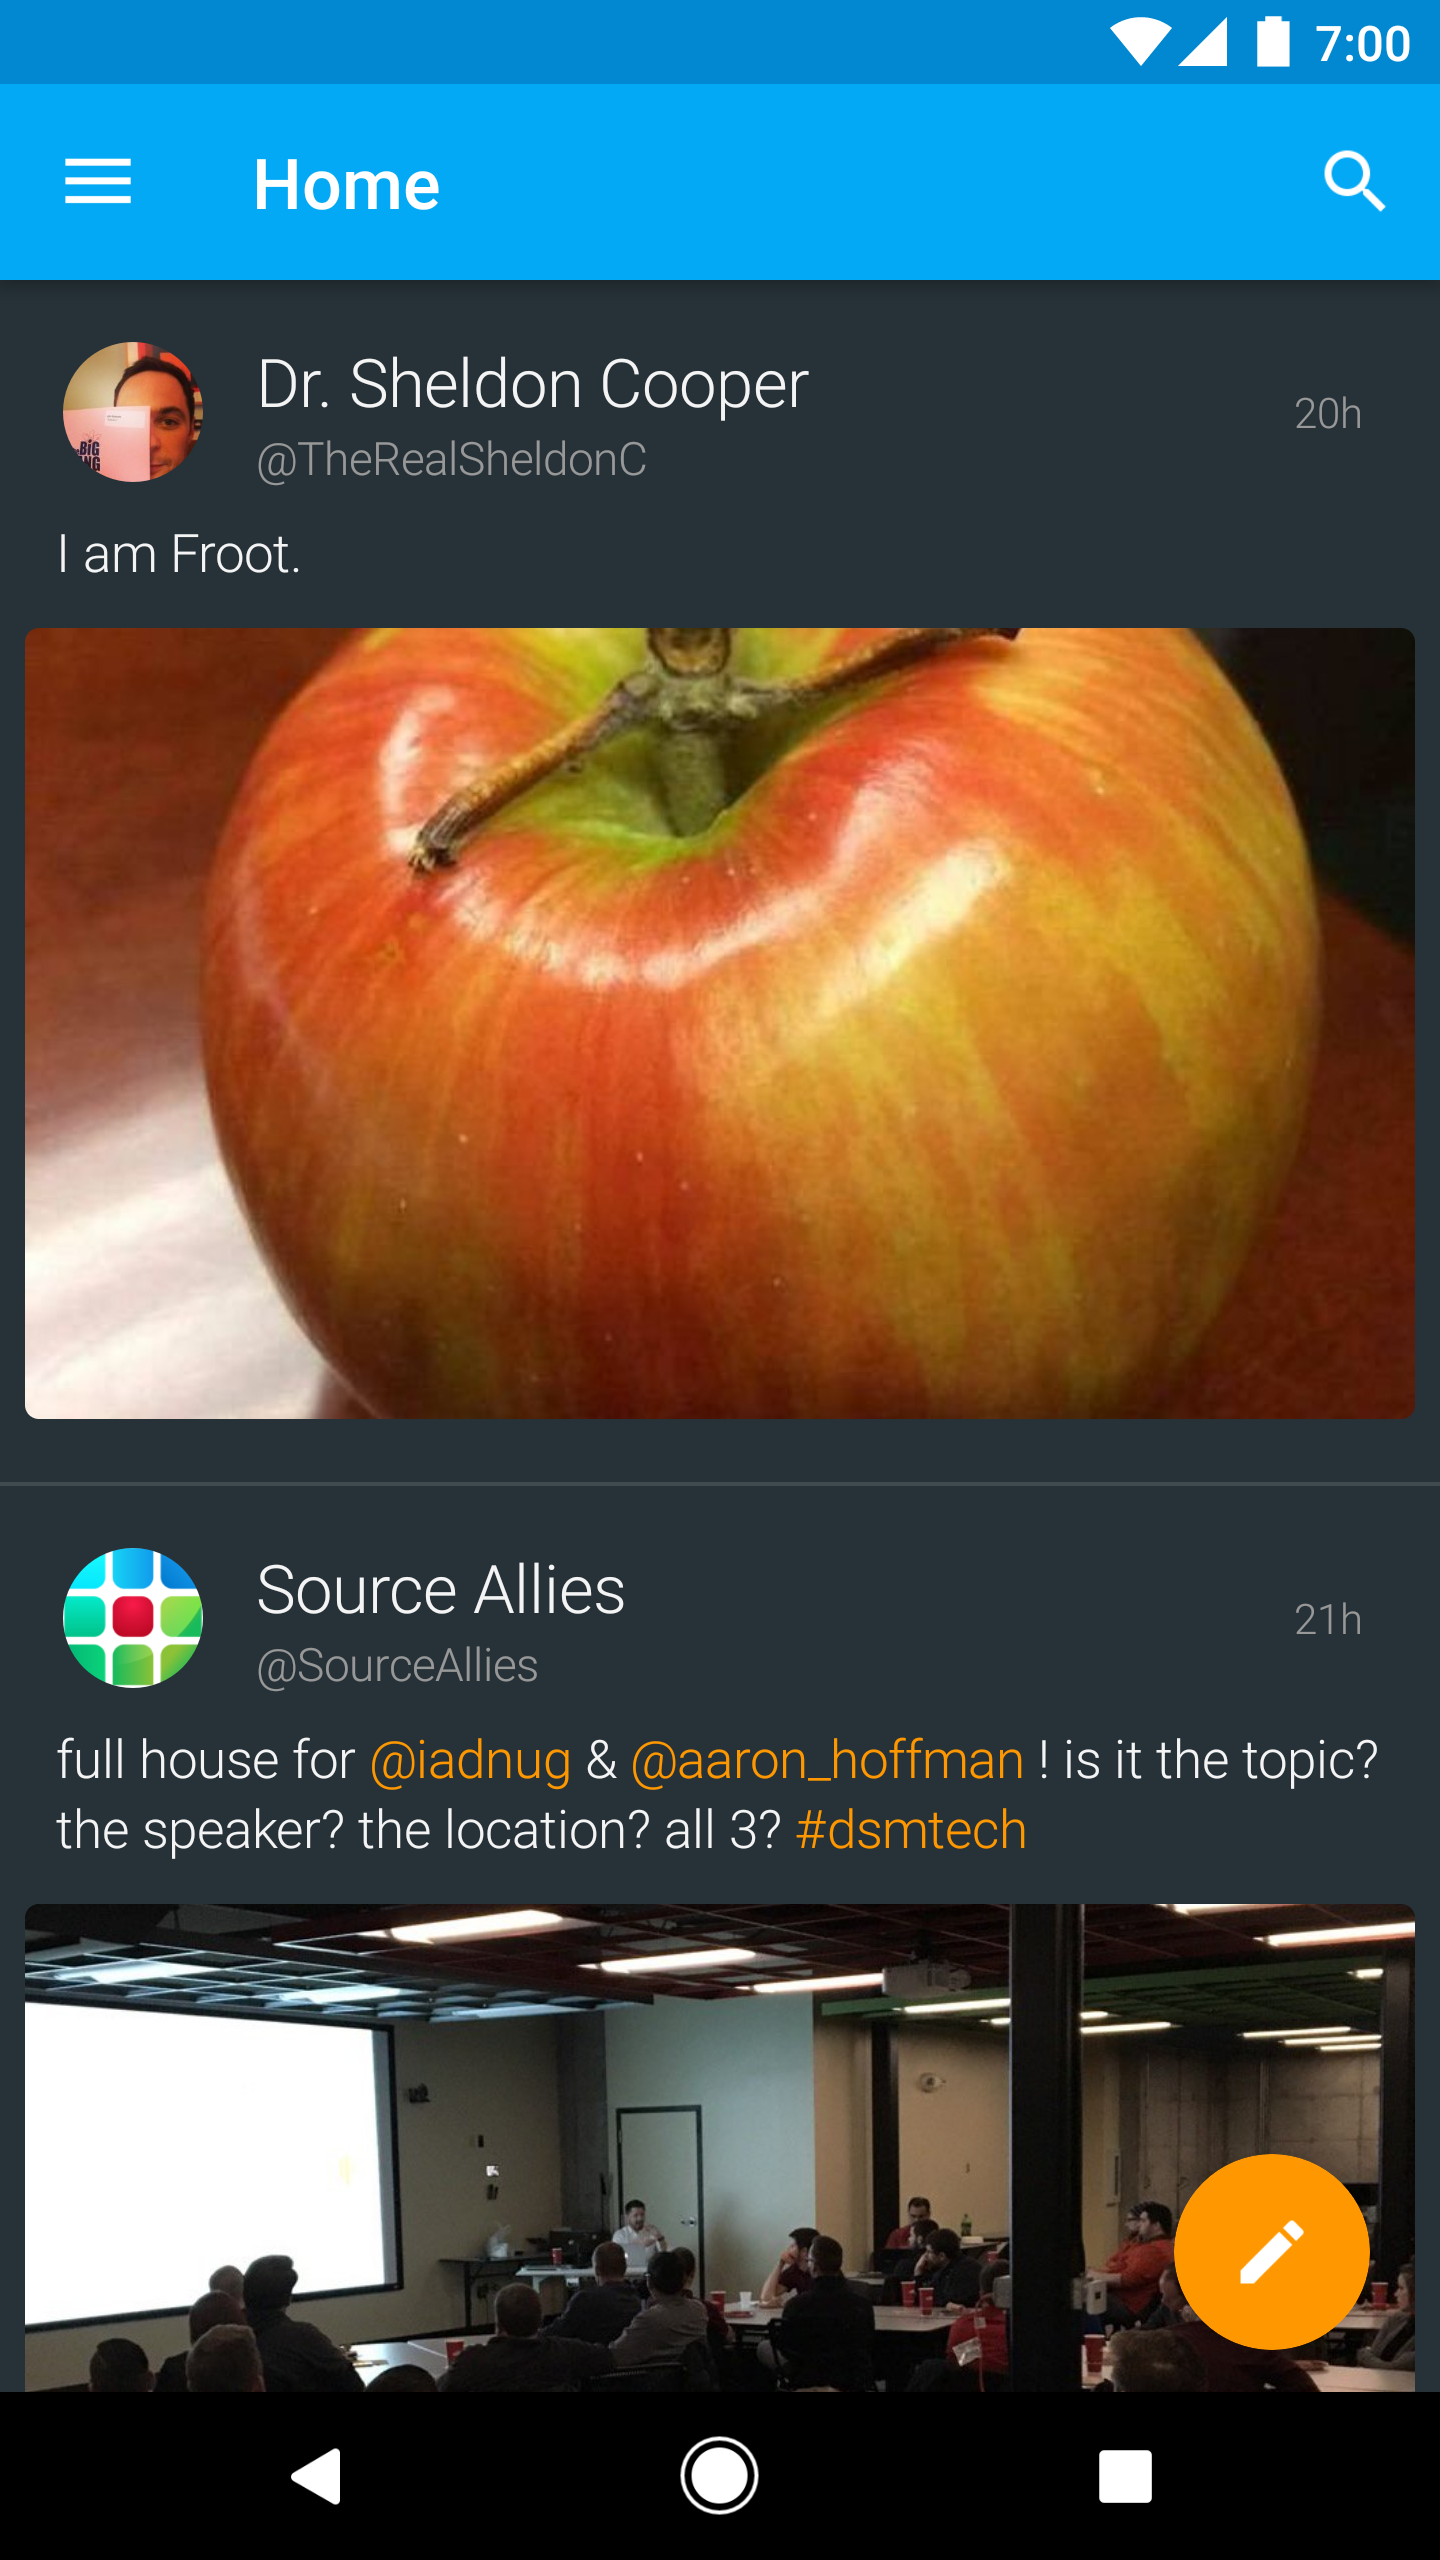 7:00
Home
Dr. Sheldon Cooper
20h
@TheRealSheldonC
I am Froot.
BIG
Source Allies
21h
@SourceAllies
full house for @iadnug & @aaron_hoffman ! is it the topic?
the speaker? the location? all 3? #dsmtech